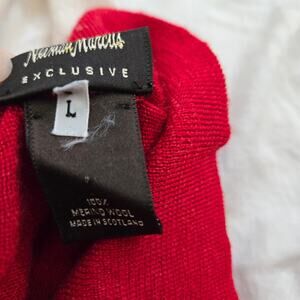 Neiman Marcus
EXCLUSIVE
L
100%
MERINO WOOL
MADE IN SCOTLAND